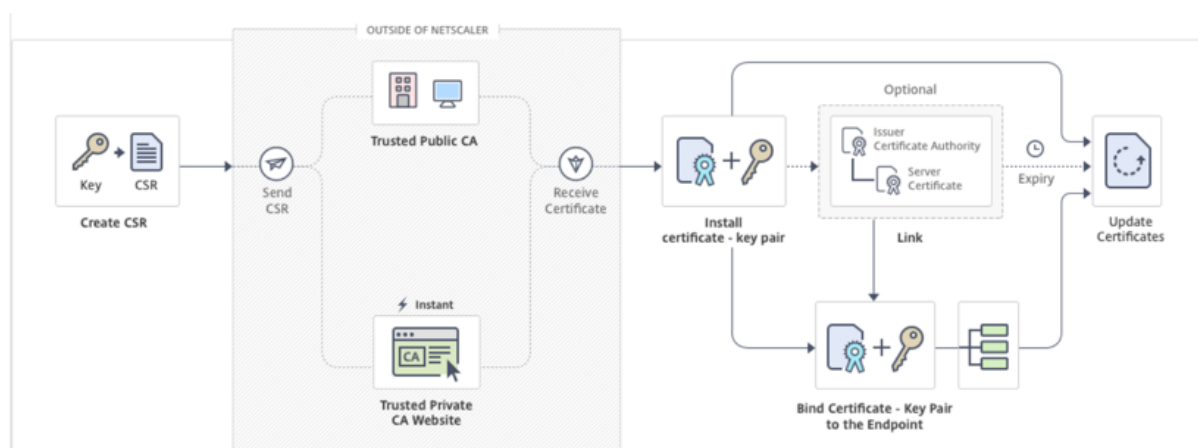 OUTSIDE OF NETSCALER
Key
CSR
Create CSR
Send
CSR
Trusted Public CA
Instant
CA
Trusted Private
CA Website
Receive
Certificate
Install
certificate - key pair
Optional
Issuer
Certificate Authority
Server
Certificate
Link
Expiry
Update
Certificates
Bind Certificate - Key Pair
to the Endpoint